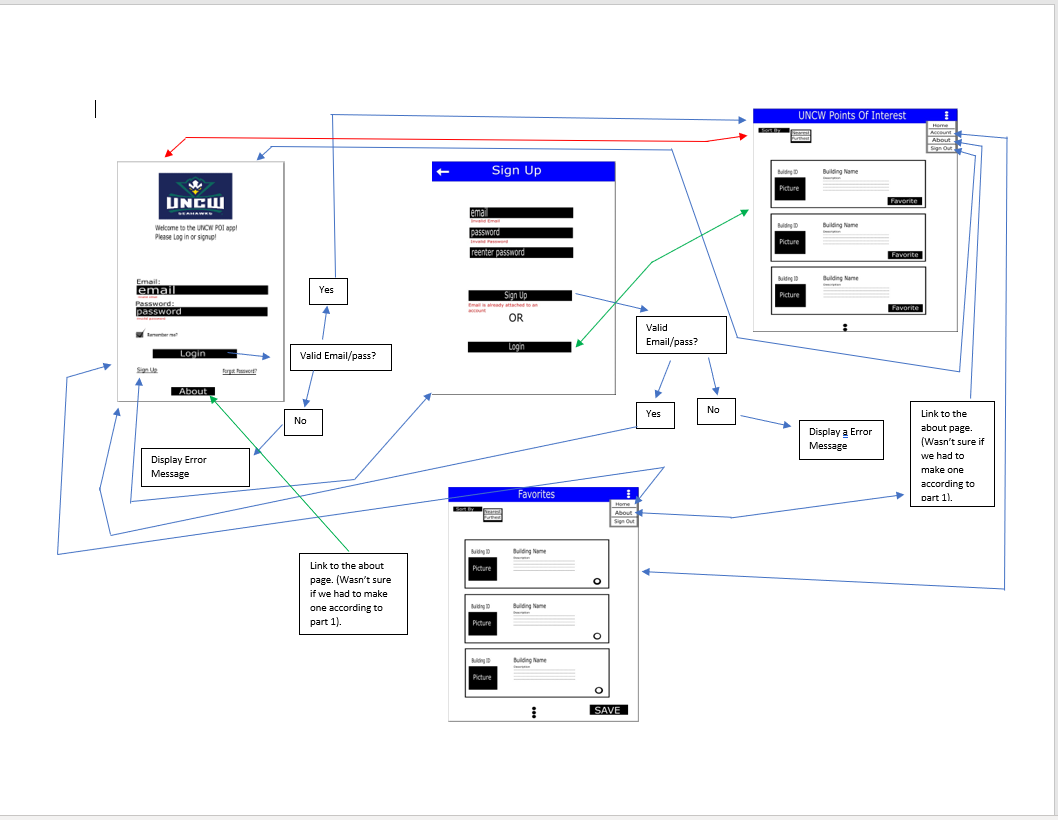 UNCW
SEAHAWKS
Welcome to the UNCW POI app!
Please Log in or signup!
Email:
email
Invalid email
Password:
password
Invalid password
Remember me?
Login
Sign Up
Forgot Password?
About
Yes
Valid Email/pass?
No
Display Error
Message
Sign Up
email
Invalid Email
password
Invalid Password
reenter password
Sign Up
Email is already attached to an
account
OR
Login
Valid
Email/pass?
Yes
No
Display a Error
Message
UNCW Points Of Interest
Sort By
Nearest
Furthest
Home
Account
About
Sign Out
Building ID
Building Name
Description
Picture
Favorite
Building ID
Building Name
Description
Picture
Favorite
Building ID
Building Name
Description
Picture
Favorite
Link to the
about page.
(Wasn't sure if
we had to
make one
according to
part 1).
Link to the about
page. (Wasn't sure
if we had to make
one according to
part 1).
Favorites
Sort By
Nearest
Furthest
Home
About
Sign Out
Building ID
Building Name
Description
Picture
Building ID
Building Name
Description
Picture
Building ID
Building Name
Description
Picture
SAVE